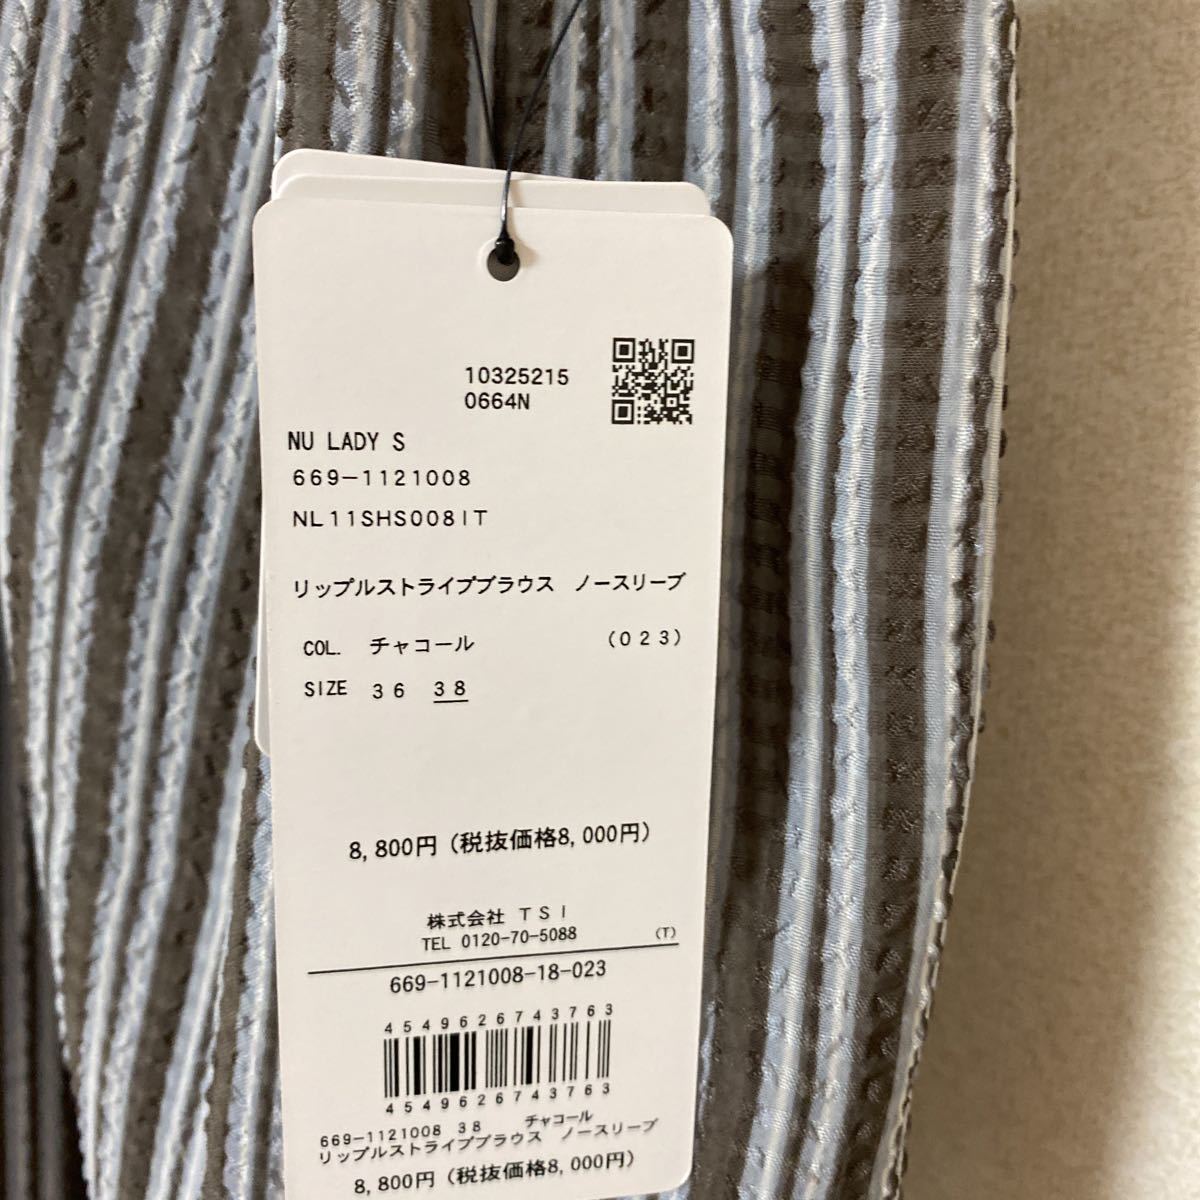 10325215
0664N
NU LADY S
669-1121008
NL11SHS008IT
リップルストライプブラウス　ノースリーブ
COL. チャコール (023)
SIZE 36 38
8,800円(税抜価格8,000円)
株式会社 TSI
TEL 0120-70-5088 (T)
669-1121008-18-023
4549626743763
4549626743763
669-1121008 38 チャコール
リップルストライプブラウス　ノースリーブ
8,800円(税抜価格8,000円)